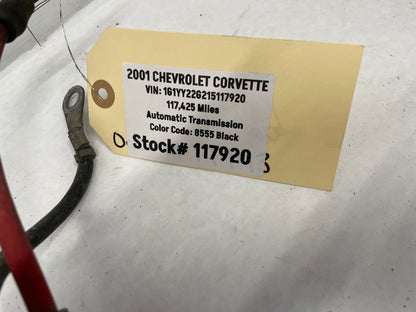 2001 CHEVROLET CORVETTE
VIN: 1G1YY22G215117920
117,425 Miles
Automatic Transmission
Color Code: 8555 Black
Stock# 117920